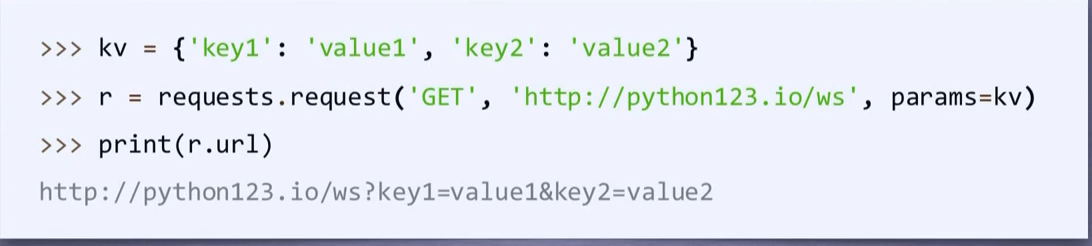 >>> kv = {'key1': 'value1', 'key2': 'value2'}
>>> r = requests.request('GET', 'http://python123.io/ws', params=kv)
>>> print(r.url)
http://python123.io/ws?key1=value1&key2=value2